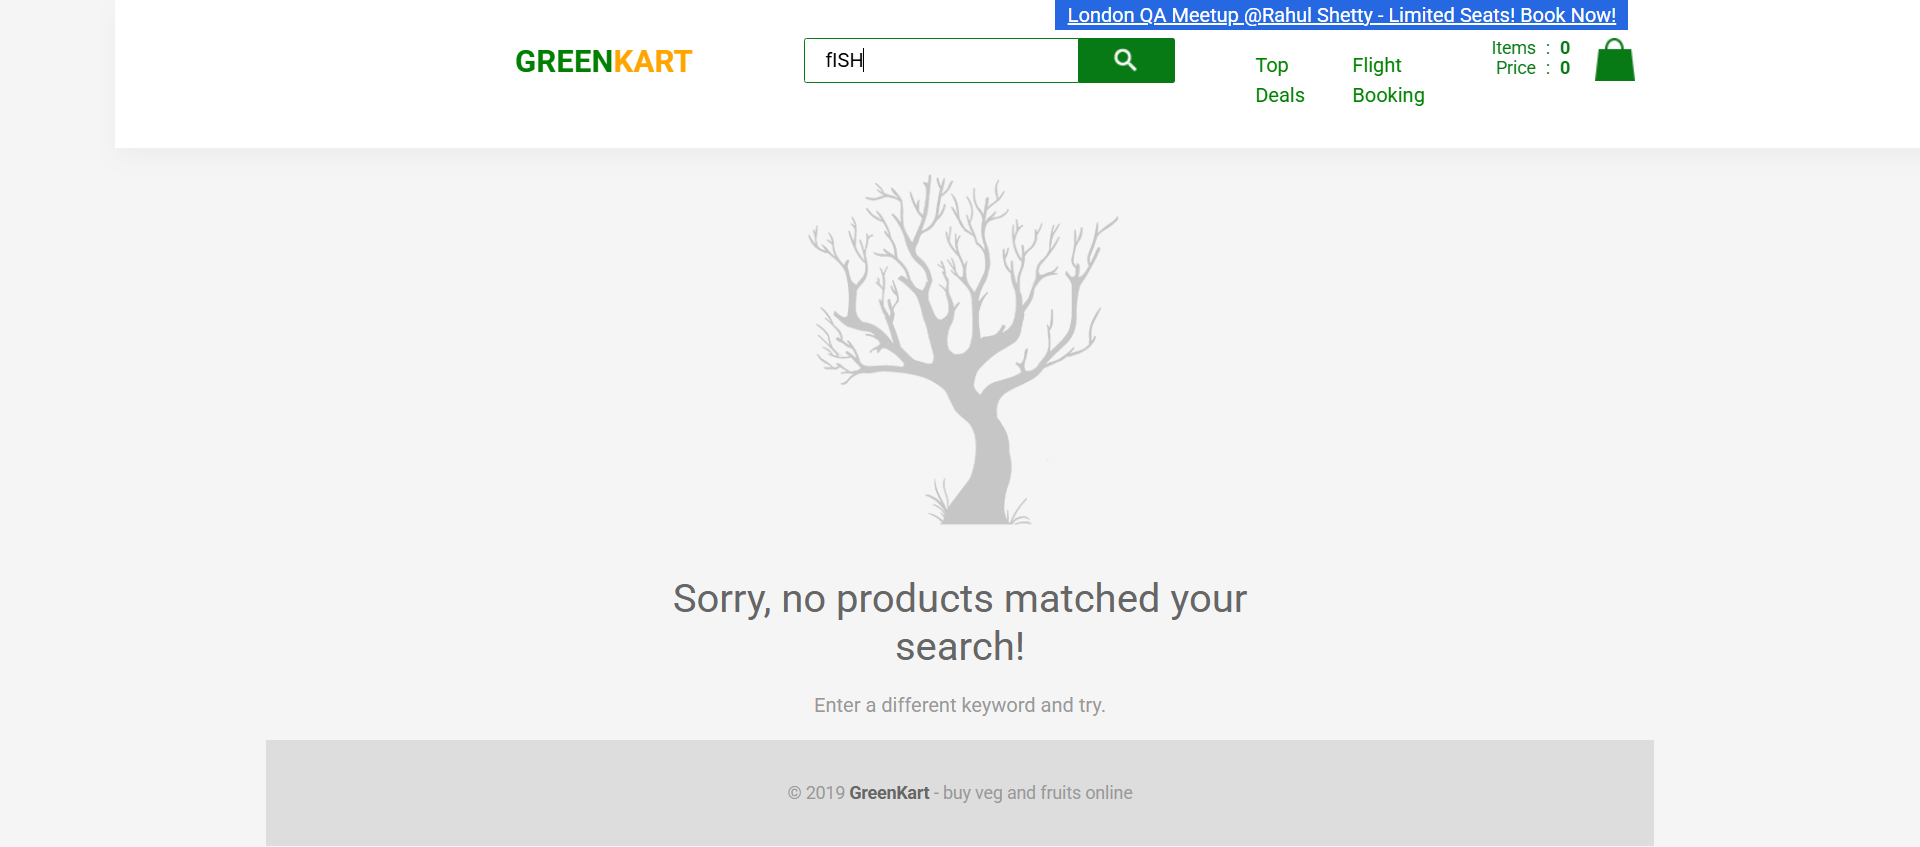 London QA Meetup @Rahul Shetty - Limited Seats! Book Now!
GREENKART
fISH
Top
Deals
Flight
Booking
Items : 0
Price : 0
Sorry, no products matched your
search!
Enter a different keyword and try.
© 2019 GreenKart - buy veg and fruits online